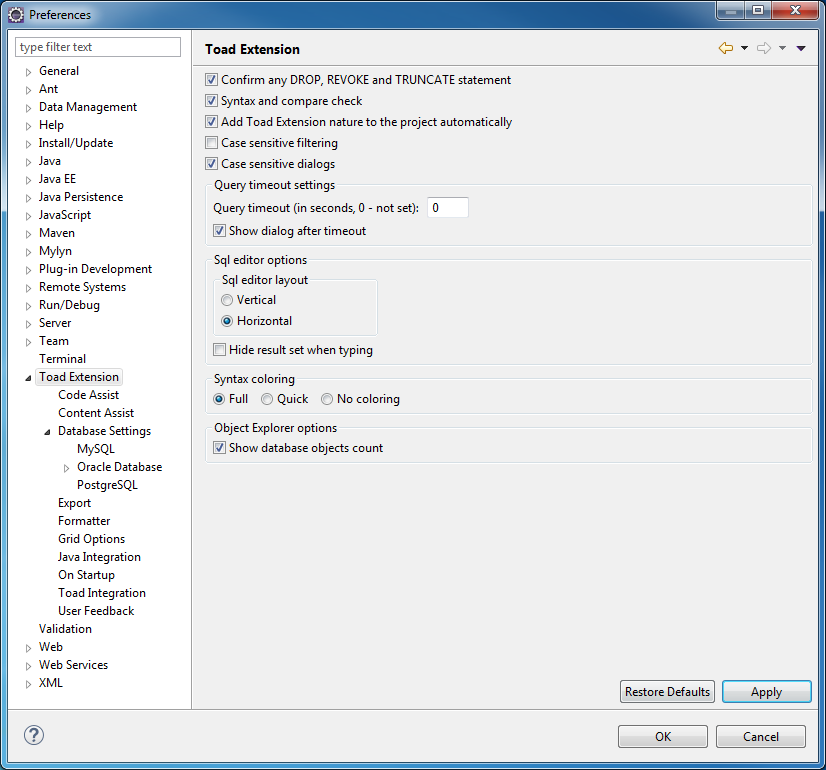 Preferences
type filter text
General
Ant
Data Management
Help
Install/Update
Java
Java EE
Java Persistence
JavaScript
Maven
Mylyn
Plug-in Development
Remote Systems
Run/Debug
Server
Team
Terminal
Toad Extension
Code Assist
Content Assist
Database Settings
MySQL
Oracle Database
PostgreSQL
Export
Formatter
Grid Options
Java Integration
On Startup
Toad Integration
User Feedback
Validation
Web
Web Services
XML
Toad Extension
Confirm any DROP, REVOKE and TRUNCATE statement
Syntax and compare check
Add Toad Extension nature to the project automatically
Case sensitive filtering
Case sensitive dialogs
Query timeout settings
Query timeout (in seconds, 0 - not set): 0
Show dialog after timeout
Sql editor options
Sql editor layout
Vertical
Horizontal
Hide result set when typing
Syntax coloring
Full Quick No coloring
Object Explorer options
Show database objects count
Restore Defaults Apply
? OK Cancel